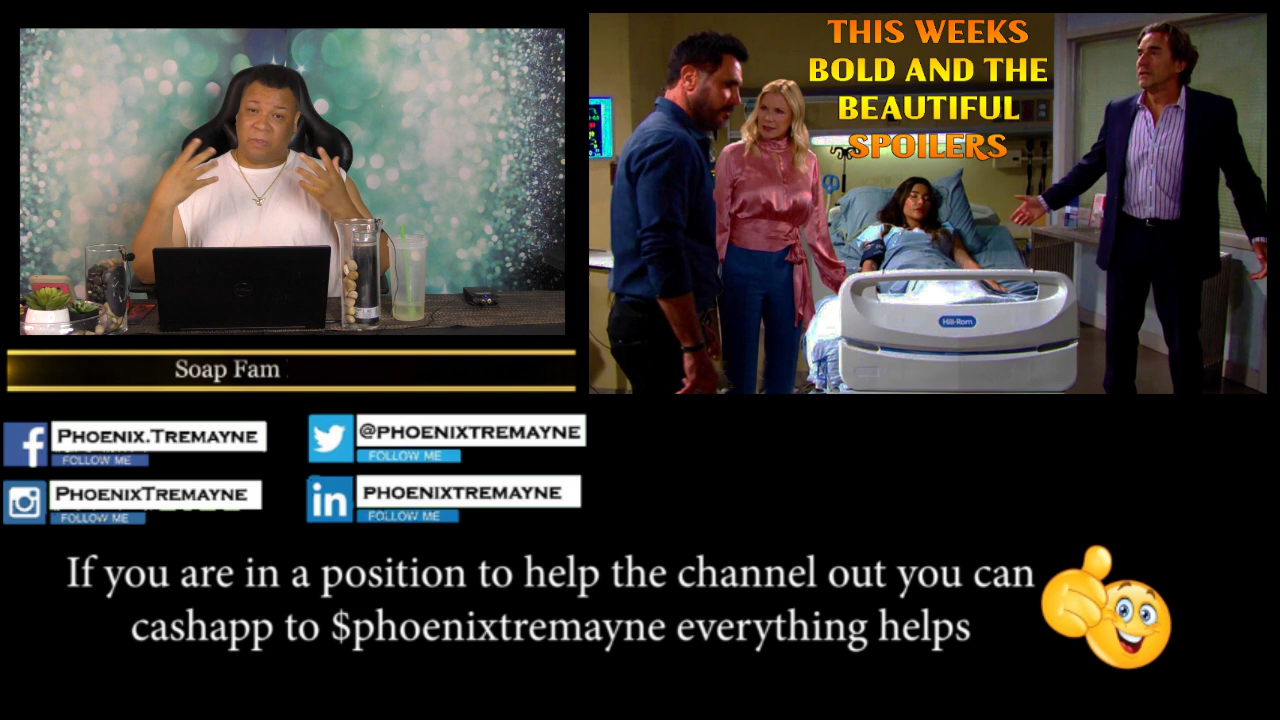 THIS WEEKS
BOLD AND THE
BEAUTIFUL
SPOILERS
Hill-Rom
Soap Fam
PHOENIX.TREMAYNE
FOLLOW ME
@PHOENIXTREMAYNE
FOLLOW ME
PHOENIXTREMAYNE
FOLLOW ME
in
PHOENIXTREMAYNE
FOLLOW ME
If you are in a position to help the channel out you can
cashapp to $phoenixtremayne everything helps